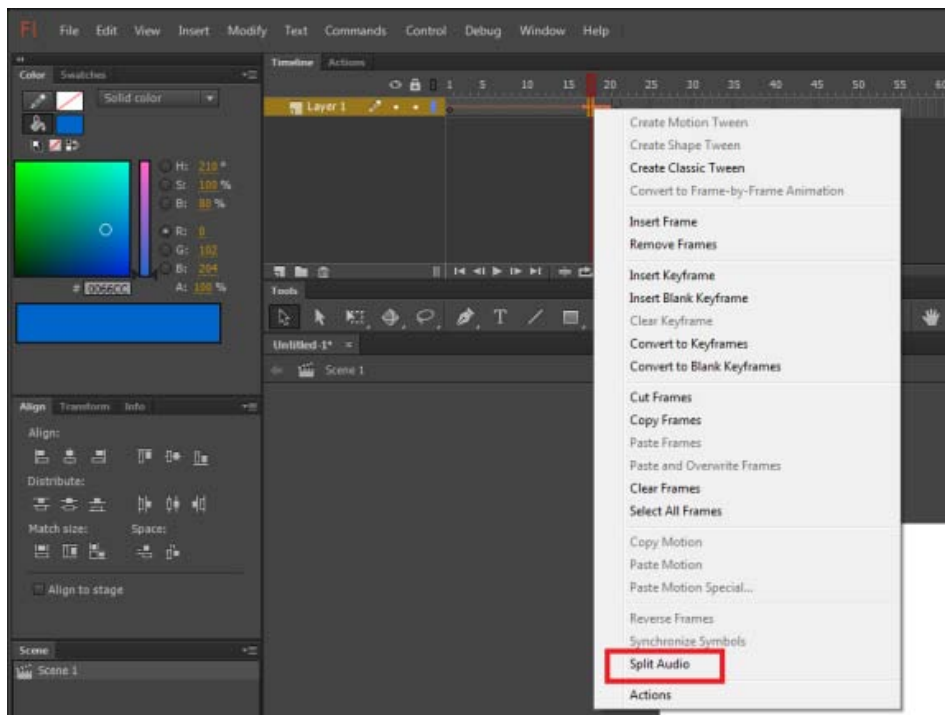 Fl File Edit View Insert Modify Text Commands Control Debug Window Help
Color Swatches
Solid color
H: 210 °
S: 100 %
B: 80 %
R: 0
G: 102
B: 204
# 0066CC A: 100 %
Align Transform Info
Align:
Distribute:
Match size: Space:
Align to stage
Scene
Scene 1
Timeline Actions
1 5 10 15 20 25 30 35 40 45 50 55 60
Layer 1
Tools
Untitled-1* ×
Scene 1
Create Motion Tween
Create Shape Tween
Create Classic Tween
Convert to Frame-by-Frame Animation
Insert Frame
Remove Frames
Insert Keyframe
Insert Blank Keyframe
Clear Keyframe
Convert to Keyframes
Convert to Blank Keyframes
Cut Frames
Copy Frames
Paste Frames
Paste and Overwrite Frames
Clear Frames
Select All Frames
Copy Motion
Paste Motion
Paste Motion Special...
Reverse Frames
Synchronize Symbols
Split Audio
Actions